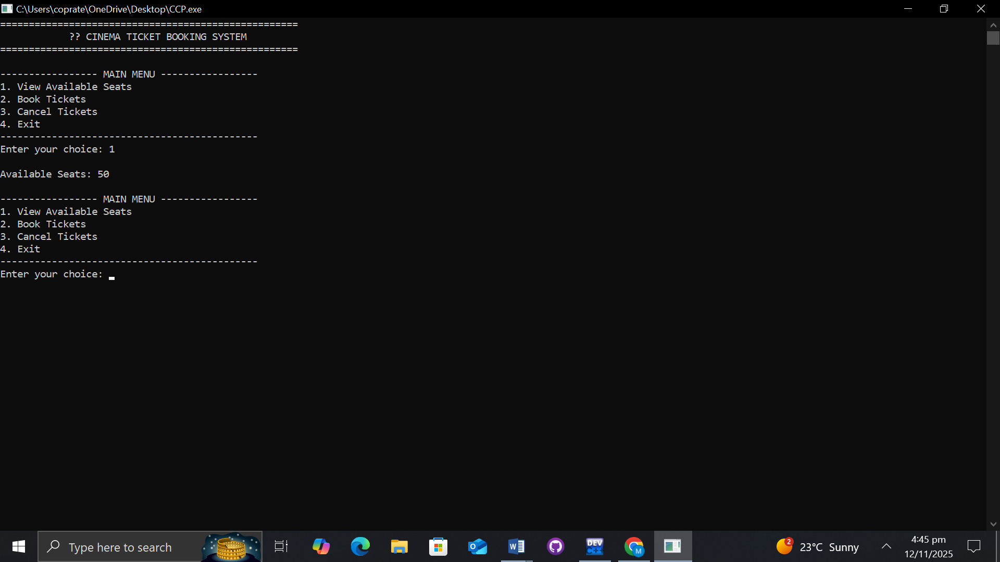 C:\Users\coprate\OneDrive\Desktop\CCP.exe
====================================================
            ?? CINEMA TICKET BOOKING SYSTEM
====================================================
----------------- MAIN MENU -----------------
1. View Available Seats
2. Book Tickets
3. Cancel Tickets
4. Exit
---------------------------------------------
Enter your choice: 1
Available Seats: 50
----------------- MAIN MENU -----------------
1. View Available Seats
2. Book Tickets
3. Cancel Tickets
4. Exit
---------------------------------------------
Enter your choice:
Type here to search
W
DEV
C++
M
2
23°C Sunny
4:45 pm
12/11/2025